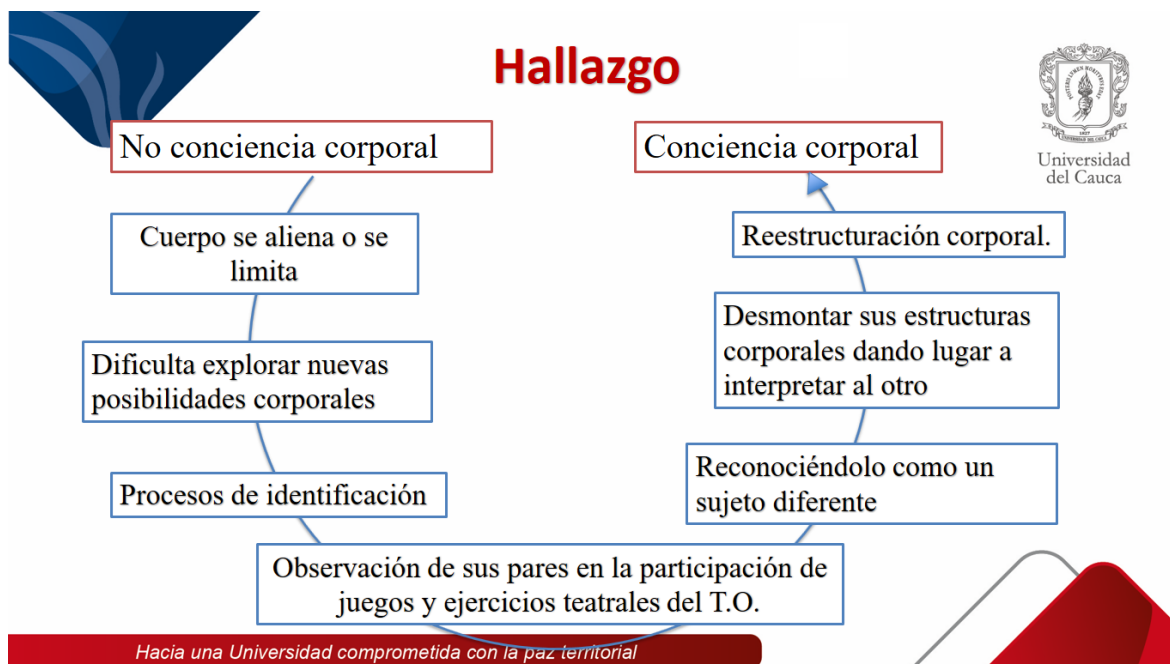 Hallazgo
Universidad
del Cauca
No conciencia corporal
Cuerpo se aliena o se
limita
Dificulta explorar nuevas
posibilidades corporales
Procesos de identificación
Observación de sus pares en la participación de
juegos y ejercicios teatrales del T.O.
Reconociéndolo como un
sujeto diferente
Desmontar sus estructuras
corporales dando lugar a
interpretar al otro
Reestructuración corporal.
Conciencia corporal
Hacia una Universidad comprometida con la paz territorial